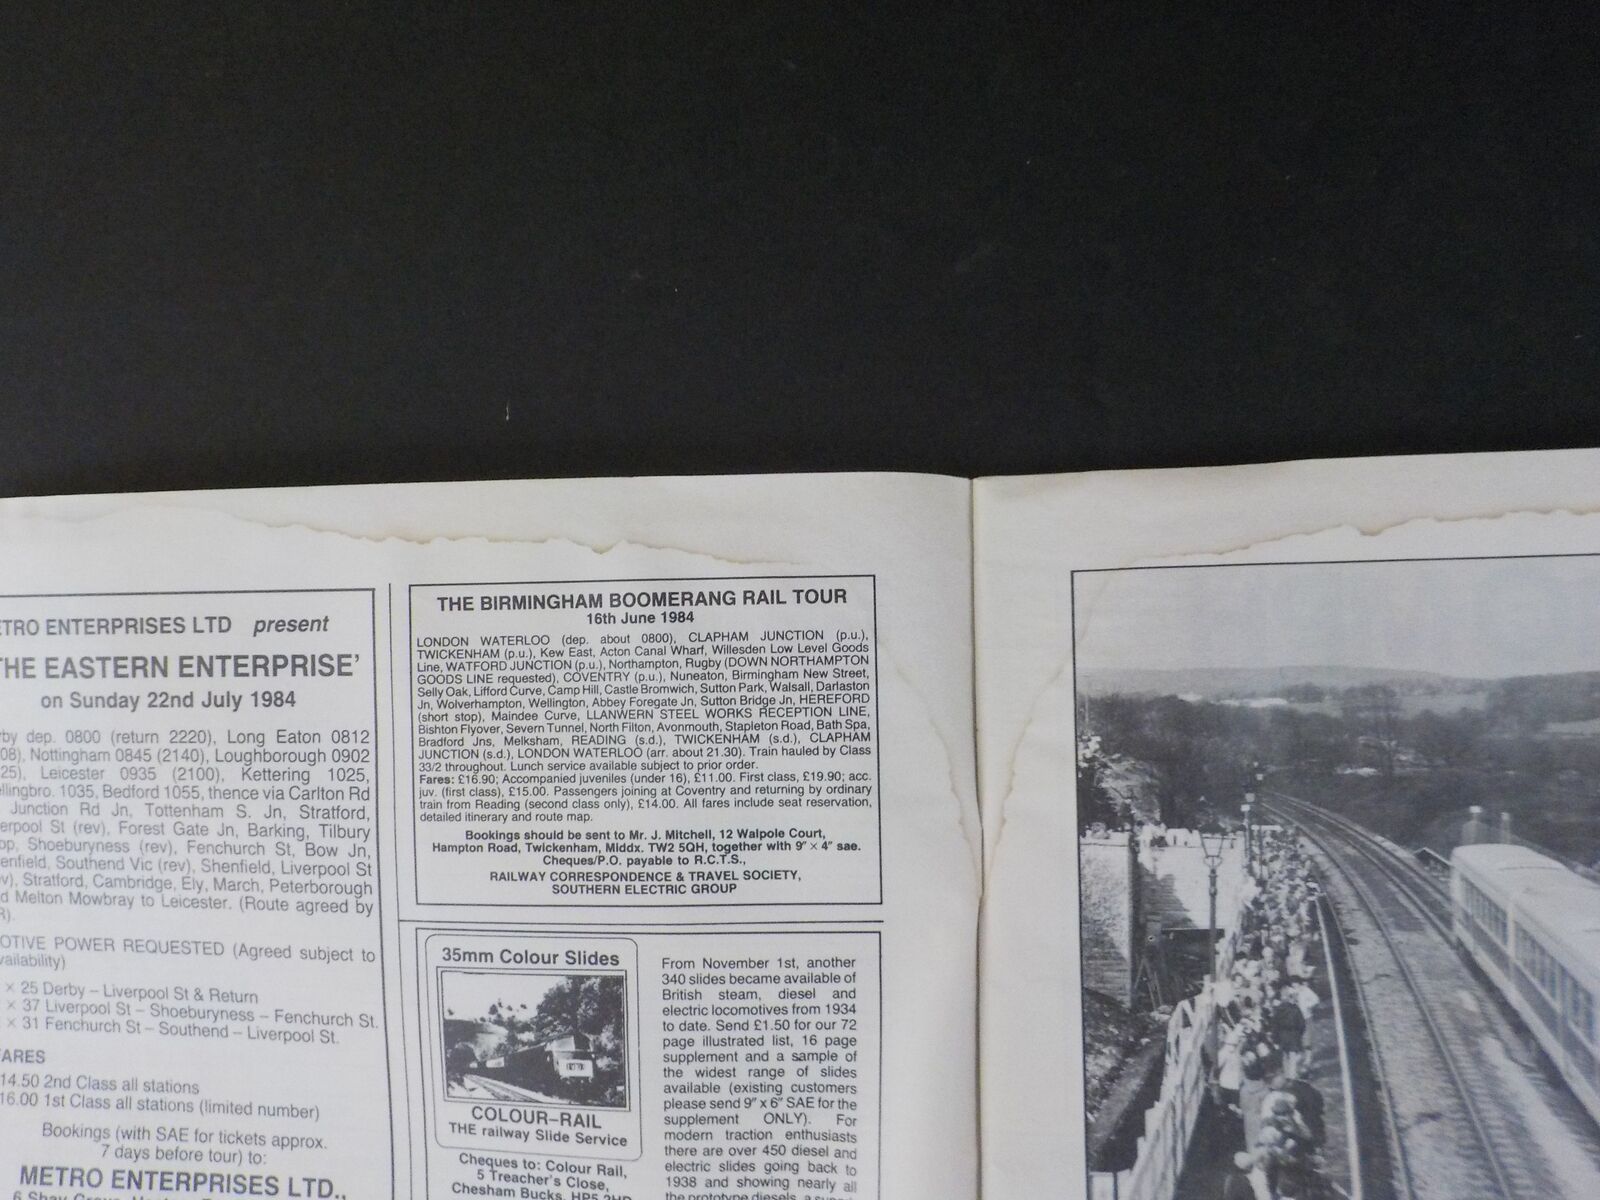 TRO ENTERPRISES LTD present
THE EASTERN ENTERPRISE'
on Sunday 22nd July 1984
by dep. 0800 (return 2220), Long Eaton 0812
08), Nottingham 0845 (2140), Loughborough 0902
25), Leicester 0935 (2100), Kettering 1025,
llingbro. 1035, Bedford 1055, thence via Carlton Rd
Junction Rd Jn, Tottenham S. Jn, Stratford,
erpool St (rev), Forest Gate Jn, Barking, Tilbury
op, Shoeburyness (rev), Fenchurch St, Bow Jn,
enfield, Southend Vic (rev), Shenfield, Liverpool St
v), Stratford, Cambridge, Ely, March, Peterborough
d Melton Mowbray to Leicester. (Route agreed by
R).
OTIVE POWER REQUESTED (Agreed subject to
vailability)
× 25 Derby – Liverpool St & Return
× 37 Liverpool St – Shoeburyness – Fenchurch St.
× 31 Fenchurch St – Southend – Liverpool St.
ARES
14.50 2nd Class all stations
16.00 1st Class all stations (limited number)
Bookings (with SAE for tickets approx.
7 days before tour) to:
METRO ENTERPRISES LTD.,
THE BIRMINGHAM BOOMERANG RAIL TOUR
16th June 1984
LONDON WATERLOO (dep. about 0800), CLAPHAM JUNCTION (p.u.),
TWICKENHAM (p.u.), Kew East, Acton Canal Wharf, Willesden Low Level Goods
Line, WATFORD JUNCTION (p.u.), Northampton, Rugby (DOWN NORTHAMPTON
GOODS LINE requested), COVENTRY (p.u.), Nuneaton, Birmingham New Street,
Selly Oak, Lifford Curve, Camp Hill, Castle Bromwich, Sutton Park, Walsall, Darlaston
Jn, Wolverhampton, Wellington, Abbey Foregate Jn, Sutton Bridge Jn, HEREFORD
(short stop), Maindee Curve, LLANWERN STEEL WORKS RECEPTION LINE,
Bishton Flyover, Severn Tunnel, North Filton, Avonmouth, Stapleton Road, Bath Spa,
Bradford Jns, Melksham, READING (s.d.), TWICKENHAM (s.d.), CLAPHAM
JUNCTION (s.d.), LONDON WATERLOO (arr. about 21.30). Train hauled by Class
33/2 throughout. Lunch service available subject to prior order.
Fares: £16.90; Accompanied juveniles (under 16), £11.00. First class, £19.90; acc.
juv. (first class), £15.00. Passengers joining at Coventry and returning by ordinary
train from Reading (second class only), £14.00. All fares include seat reservation,
detailed itinerary and route map.
Bookings should be sent to Mr. J. Mitchell, 12 Walpole Court,
Hampton Road, Twickenham, Middx. TW2 5QH, together with 9" × 4" sae.
Cheques/P.O. payable to R.C.T.S.,
RAILWAY CORRESPONDENCE & TRAVEL SOCIETY,
SOUTHERN ELECTRIC GROUP
35mm Colour Slides
COLOUR–RAIL
THE railway Slide Service
Cheques to: Colour Rail,
5 Treacher's Close,
Chesham Bucks, HP5 2HD
From November 1st, another
340 slides became available of
British steam, diesel and
electric locomotives from 1934
to date. Send £1.50 for our 72
page illustrated list, 16 page
supplement and a sample of
the widest range of slides
available (existing customers
please send 9" x 6" SAE for the
supplement ONLY). For
modern traction enthusiasts
there are over 450 diesel and
electric slides going back to
1938 and showing nearly all
the prototype diesels, a